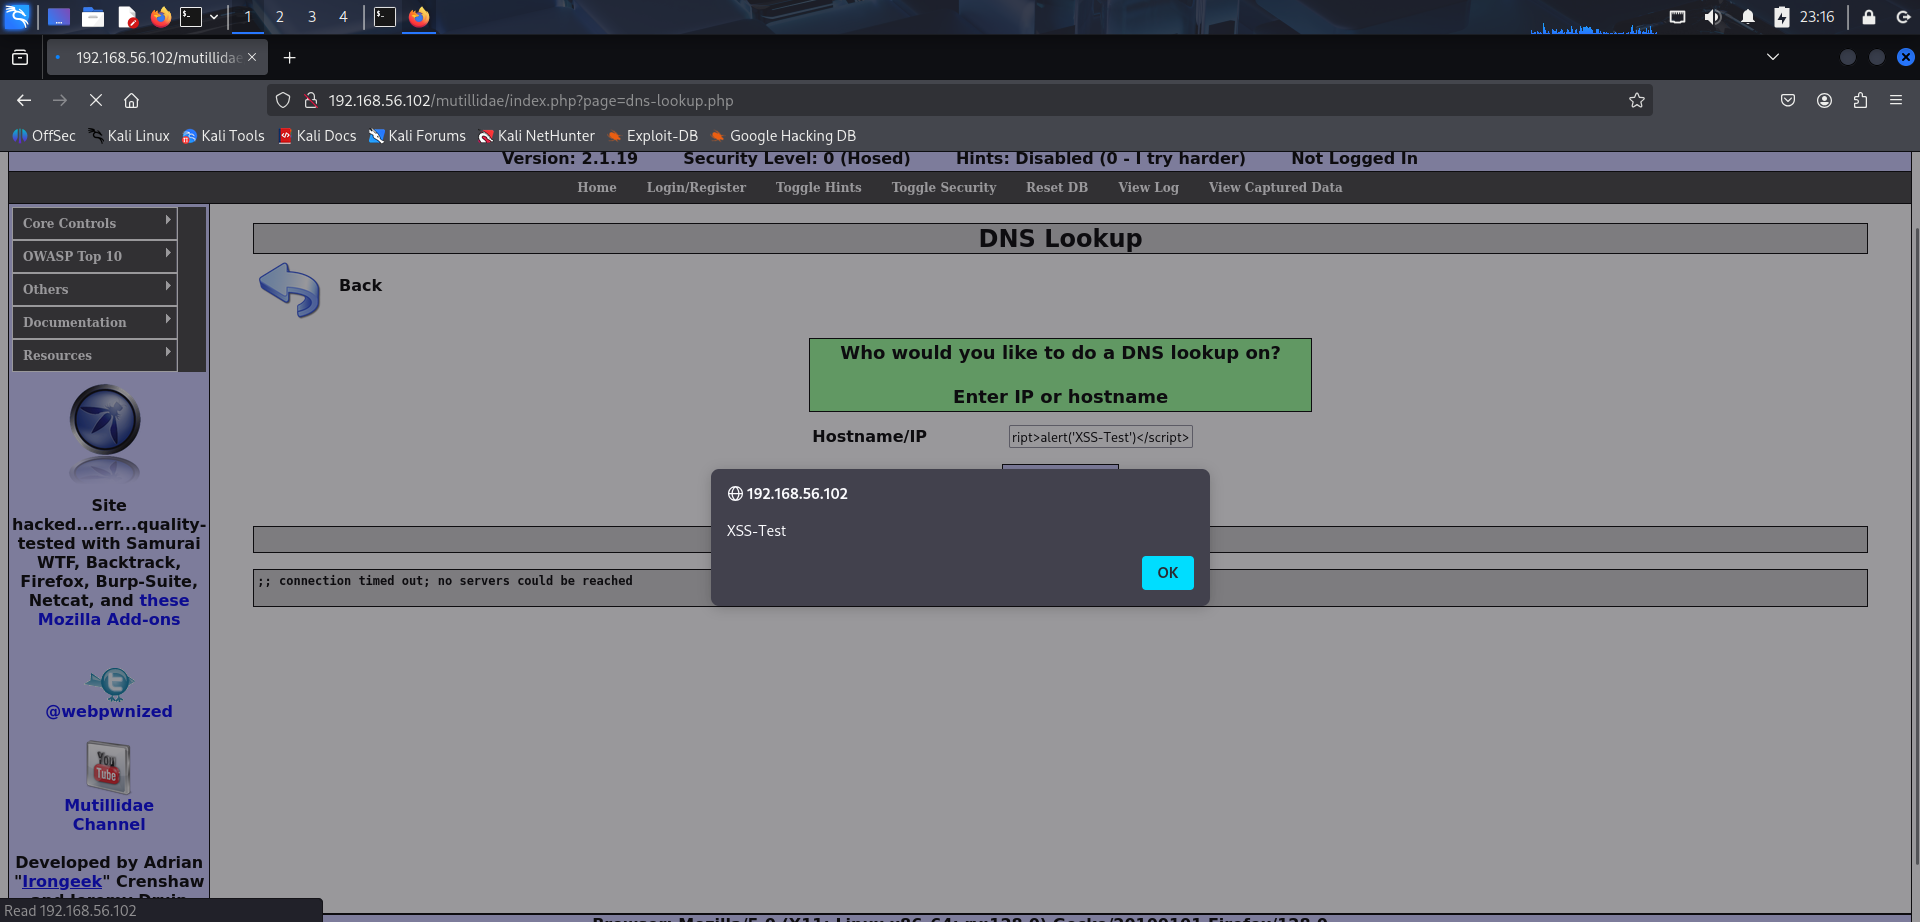 1 2 3 4 23:16
192.168.56.102/mutillidae
192.168.56.102/mutillidae/index.php?page=dns-lookup.php
OffSec Kali Linux Kali Tools Kali Docs Kali Forums Kali NetHunter Exploit-DB Google Hacking DB
Version: 2.1.19 Security Level: 0 (Hosed) Hints: Disabled (0 - I try harder) Not Logged In
Home Login/Register Toggle Hints Toggle Security Reset DB View Log View Captured Data
Core Controls
OWASP Top 10
Others
Documentation
Resources
Site
hacked...err...quality-
tested with Samurai
WTF, Backtrack,
Firefox, Burp-Suite,
Netcat, and these
Mozilla Add-ons
@webpwnized
You
Tube
Mutillidae
Channel
Developed by Adrian
"Irongeek" Crenshaw
DNS Lookup
Back
Who would you like to do a DNS lookup on?
Enter IP or hostname
Hostname/IP ript>alert('XSS-Test')</script>
192.168.56.102
XSS-Test
OK
;; connection timed out; no servers could be reached
Read 192.168.56.102